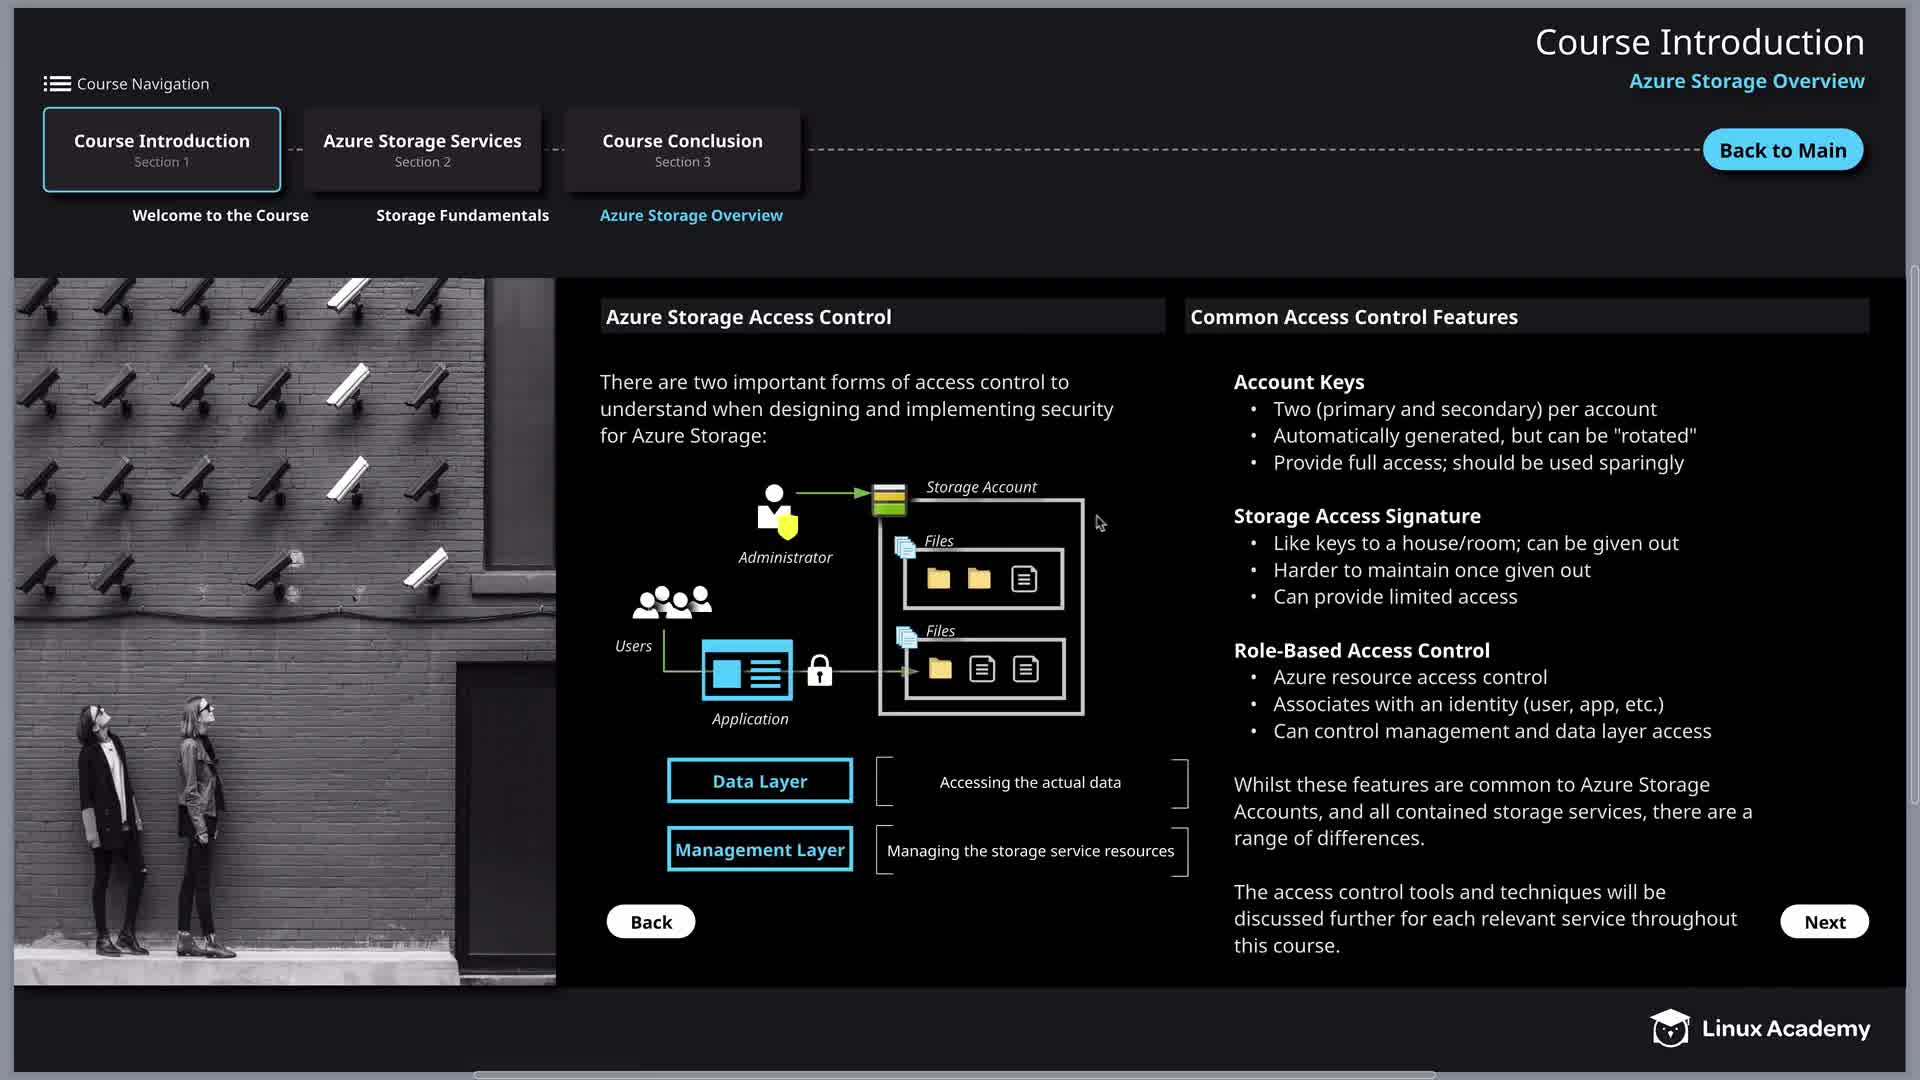 Course Introduction
Azure Storage Overview
Course Navigation
Course Introduction
Section 1
Azure Storage Services
Section 2
Course Conclusion
Section 3
Back to Main
Welcome to the Course
Storage Fundamentals
Azure Storage Overview
Azure Storage Access Control
There are two important forms of access control to
understand when designing and implementing security
for Azure Storage:
Storage Account
Administrator
Files
Users
Files
Application
Data Layer
Accessing the actual data
Management Layer
Managing the storage service resources
Back
Common Access Control Features
Account Keys
• Two (primary and secondary) per account
• Automatically generated, but can be "rotated"
• Provide full access; should be used sparingly
Storage Access Signature
• Like keys to a house/room; can be given out
• Harder to maintain once given out
• Can provide limited access
Role-Based Access Control
• Azure resource access control
• Associates with an identity (user, app, etc.)
• Can control management and data layer access
Whilst these features are common to Azure Storage
Accounts, and all contained storage services, there are a
range of differences.
The access control tools and techniques will be
discussed further for each relevant service throughout
this course.
Next
Linux Academy